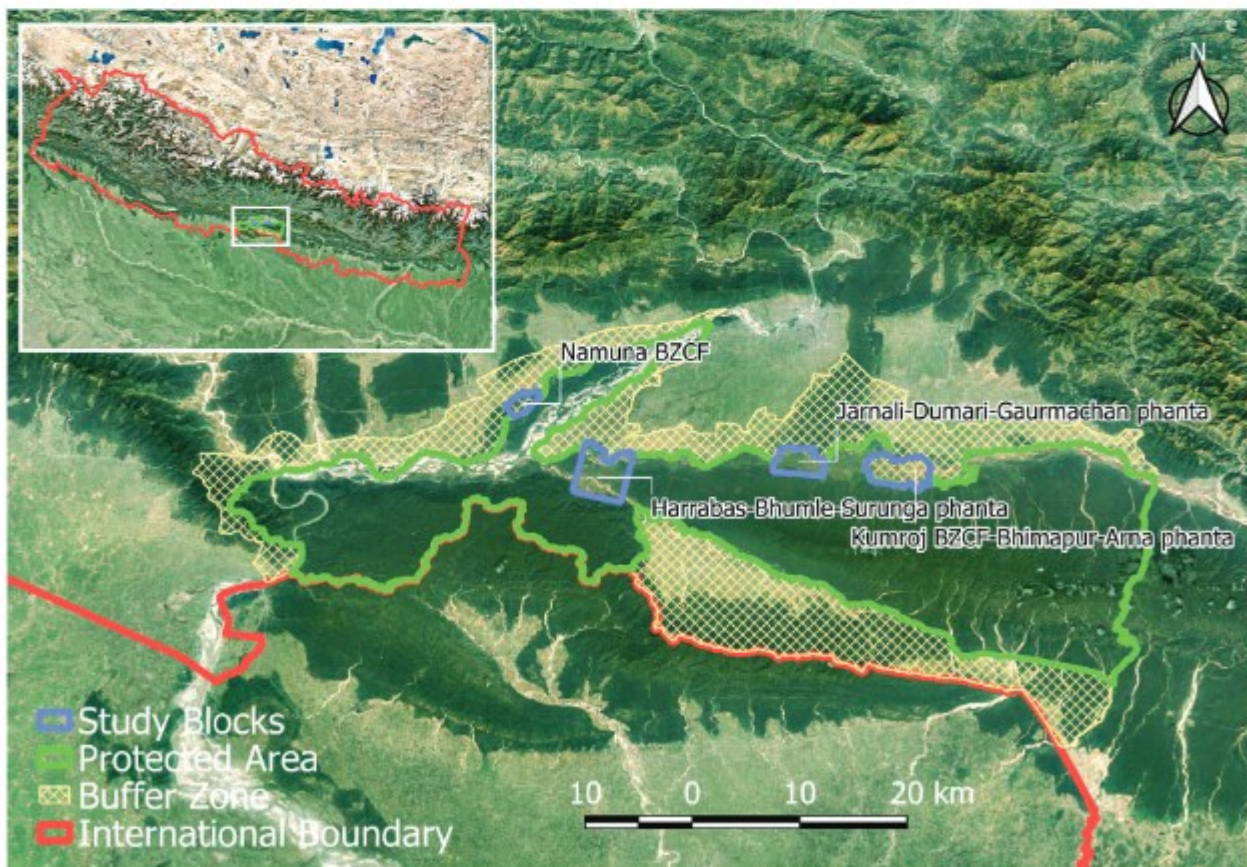 N
Namuna BZCF
Jarnali-Dumari-Gaurmachan phanta
Harrabas-Bhumle-Surunga phanta
Kumroj BZCF-Bhimapur-Arna phanta
Study Blocks
Protected Area
Buffer Zone
International Boundary
10 0 10 20 km